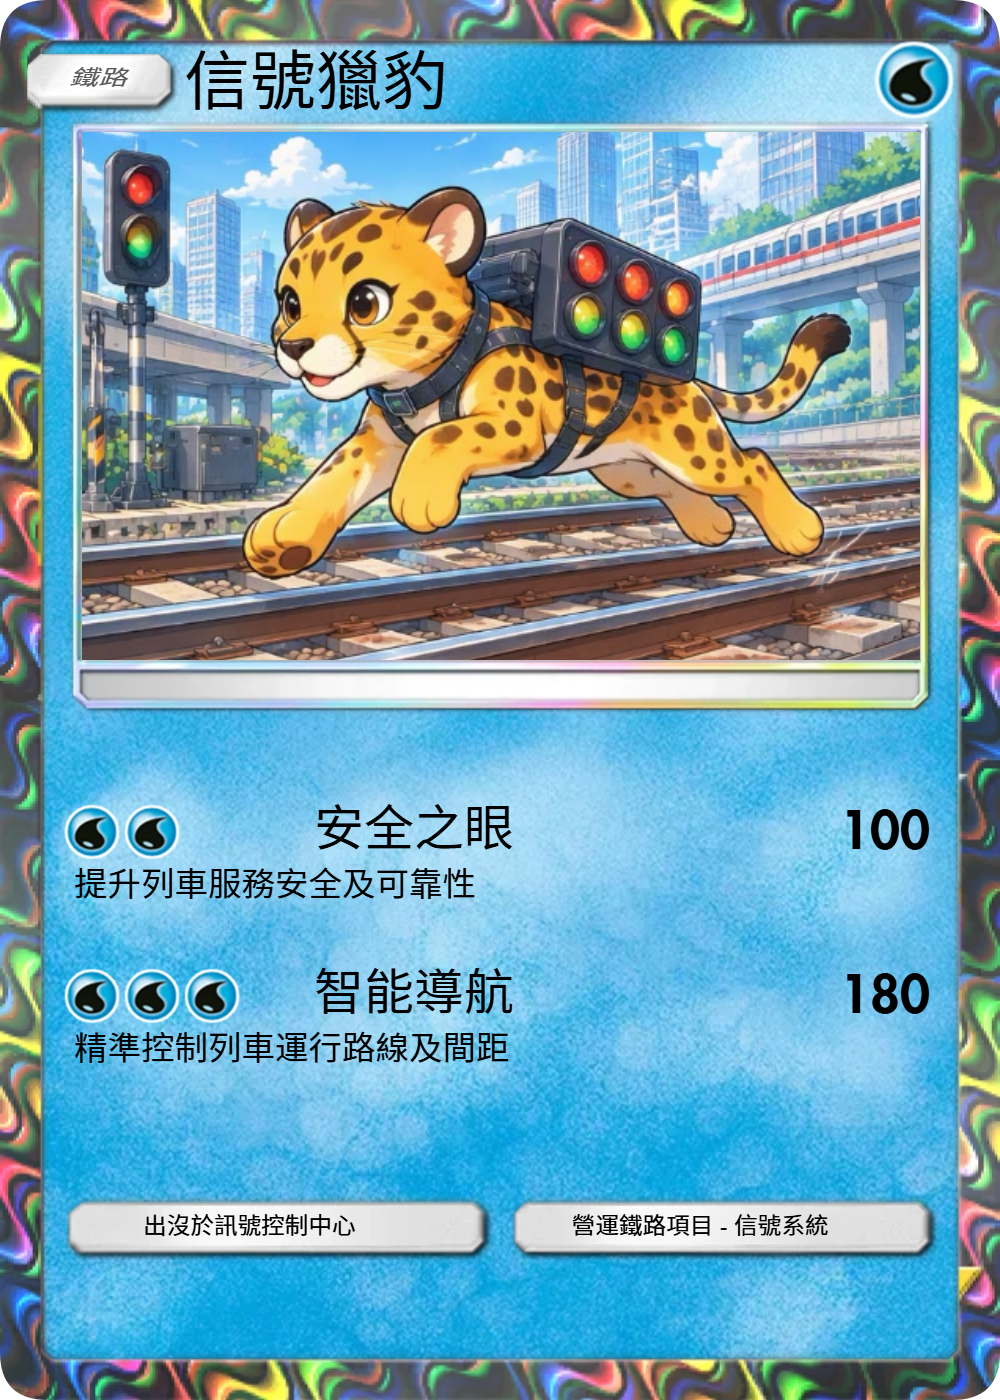 鐵路
信號獵豹
安全之眼
100
提升列車服務安全及可靠性
智能導航
180
精準控制列車運行路線及間距
出沒於訊號控制中心
營運鐵路項目 - 信號系統